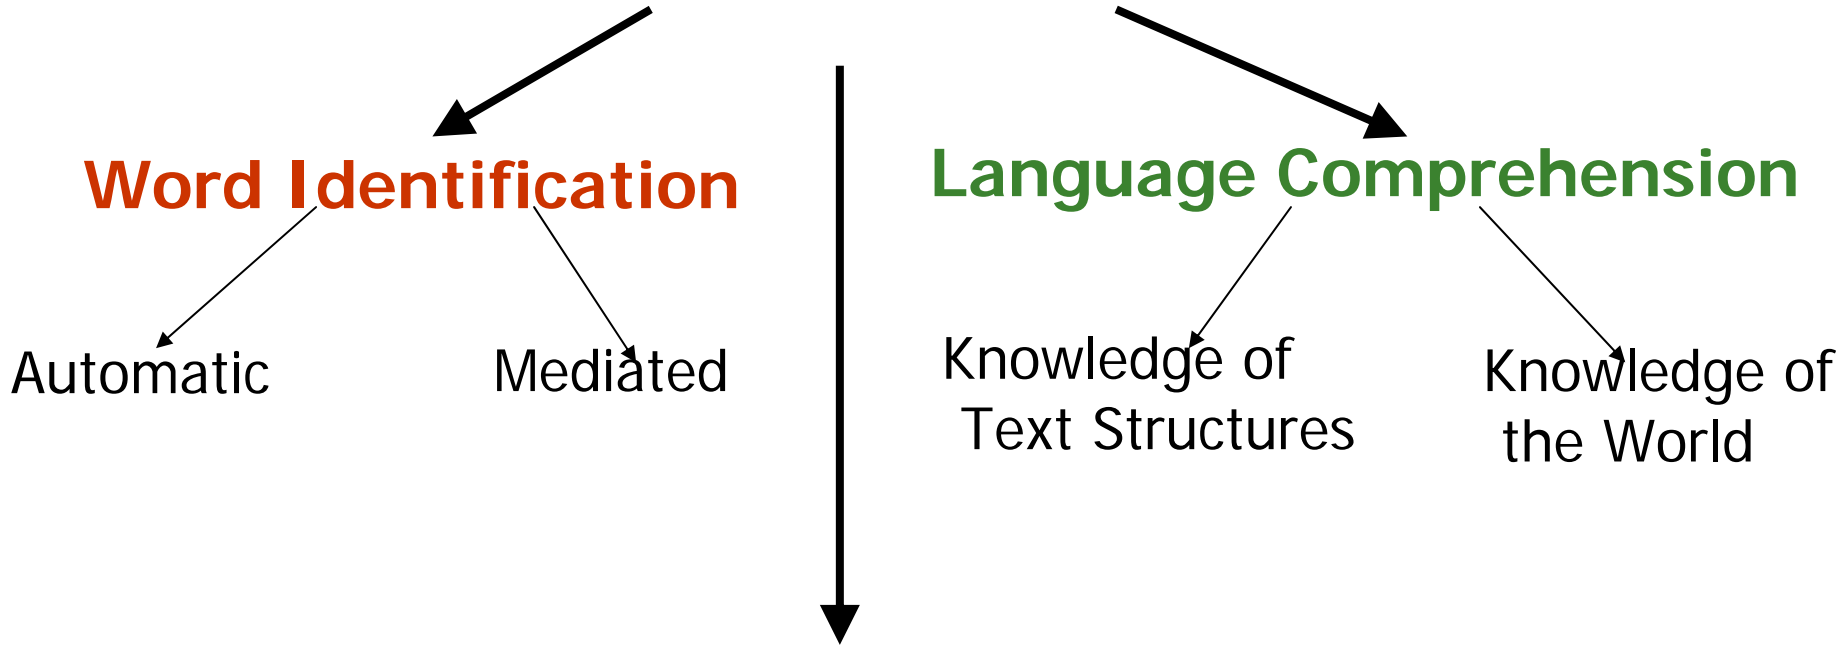 Word Identification
Language Comprehension
Automatic
Mediated
Knowledge of
Text Structures
Knowledge of
the World